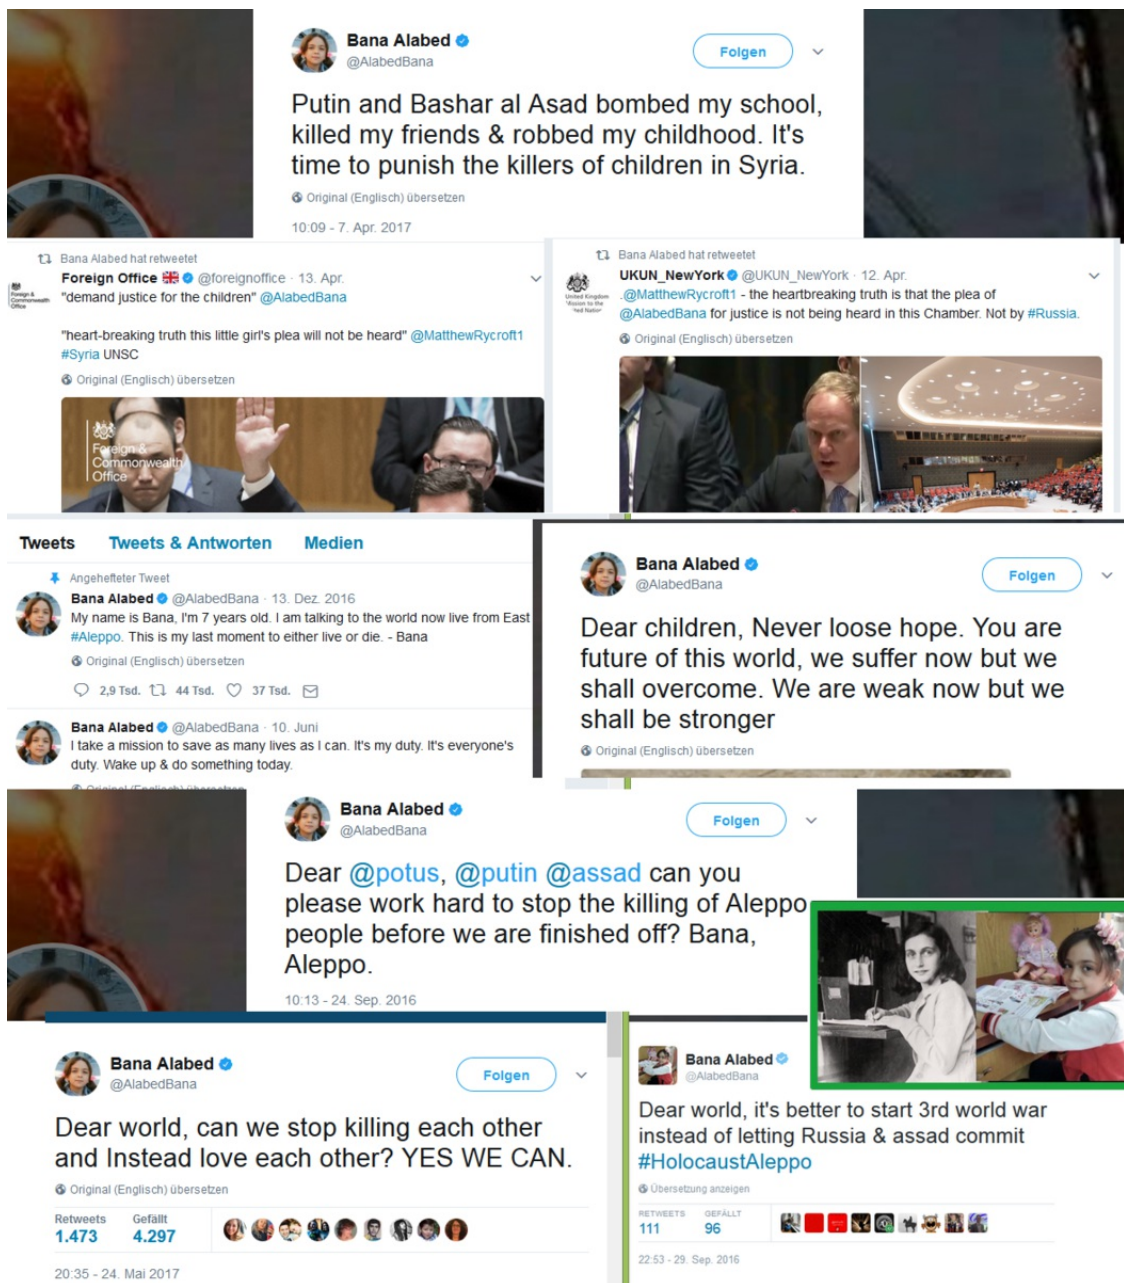 Bana Alabed
@AlabedBana
Folgen
Putin and Bashar al Asad bombed my school,
killed my friends & robbed my childhood. It's
time to punish the killers of children in Syria.
Original (Englisch) übersetzen
10:09 - 7. Apr. 2017
Bana Alabed hat retweetet
Foreign Office 🇬🇧 @foreignoffice · 13. Apr.
"demand justice for the children" @AlabedBana
"heart-breaking truth this little girl's plea will not be heard" @MatthewRycroft1
#Syria UNSC
Original (Englisch) übersetzen
Foreign &
Commonwealth
Office
Foreign &
Commonwealth
Office
Bana Alabed hat retweetet
UKUN_NewYork @UKUN_NewYork · 12. Apr.
.@MatthewRycroft1 - the heartbreaking truth is that the plea of
@AlabedBana for justice is not being heard in this Chamber. Not by #Russia.
Original (Englisch) übersetzen
United Kingdom
Mission to the
United Nations
Tweets Tweets & Antworten Medien
Angehefteter Tweet
Bana Alabed @AlabedBana · 13. Dez. 2016
My name is Bana, I'm 7 years old. I am talking to the world now live from East
#Aleppo. This is my last moment to either live or die. - Bana
Original (Englisch) übersetzen
2,9 Tsd. 44 Tsd. 37 Tsd.
Bana Alabed @AlabedBana · 10. Juni
I take a mission to save as many lives as I can. It's my duty. It's everyone's
duty. Wake up & do something today.
Original (Englisch) übersetzen
Bana Alabed
@AlabedBana
Folgen
Dear children, Never loose hope. You are
future of this world, we suffer now but we
shall overcome. We are weak now but we
shall be stronger
Original (Englisch) übersetzen
Bana Alabed
@AlabedBana
Folgen
Dear @potus, @putin @assad can you
please work hard to stop the killing of Aleppo
people before we are finished off? Bana,
Aleppo.
10:13 - 24. Sep. 2016
Bana Alabed
@AlabedBana
Folgen
Dear world, can we stop killing each other
and Instead love each other? YES WE CAN.
Original (Englisch) übersetzen
Retweets Gefällt
1.473 4.297
20:35 - 24. Mai 2017
Bana Alabed
@AlabedBana
Dear world, it's better to start 3rd world war
instead of letting Russia & assad commit
#HolocaustAleppo
Übersetzung anzeigen
RETWEETS GEFÄLLT
111 96
22:53 - 29. Sep. 2016